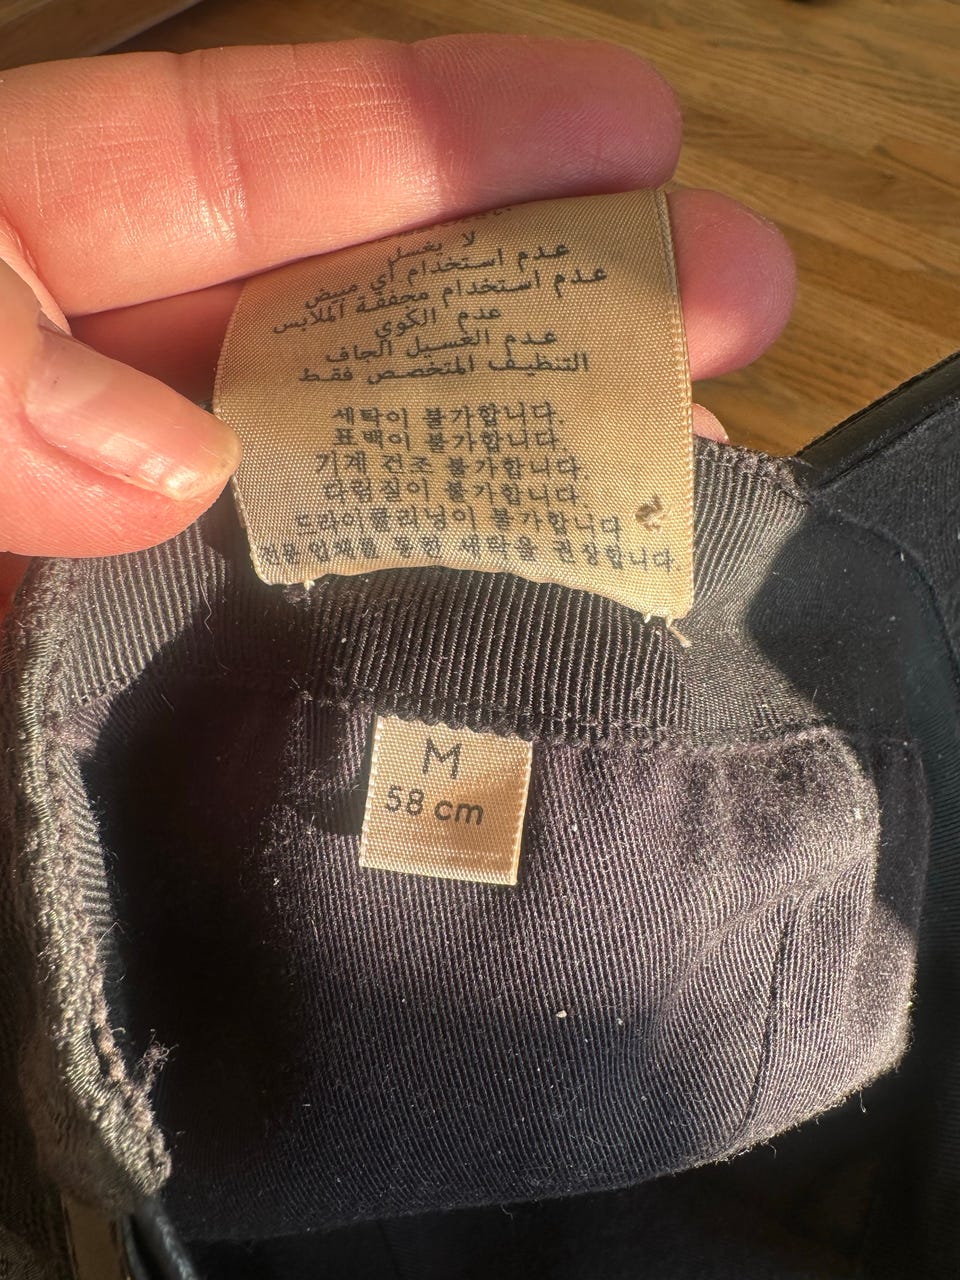 لا يغسل
عدم استخدام أي مبيض
عدم استخدام مجففة الملابس
عدم الكوي
عدم الغسيل الجاف
التنظيف المتخصص فقط
세탁이 불가합니다.
표백이 불가합니다.
기계 건조 불가합니다.
다림질이 불가합니다.
드라이클리닝이 불가합니다
전문 업체를 통한 세탁을 권장합니다.
M
58 cm